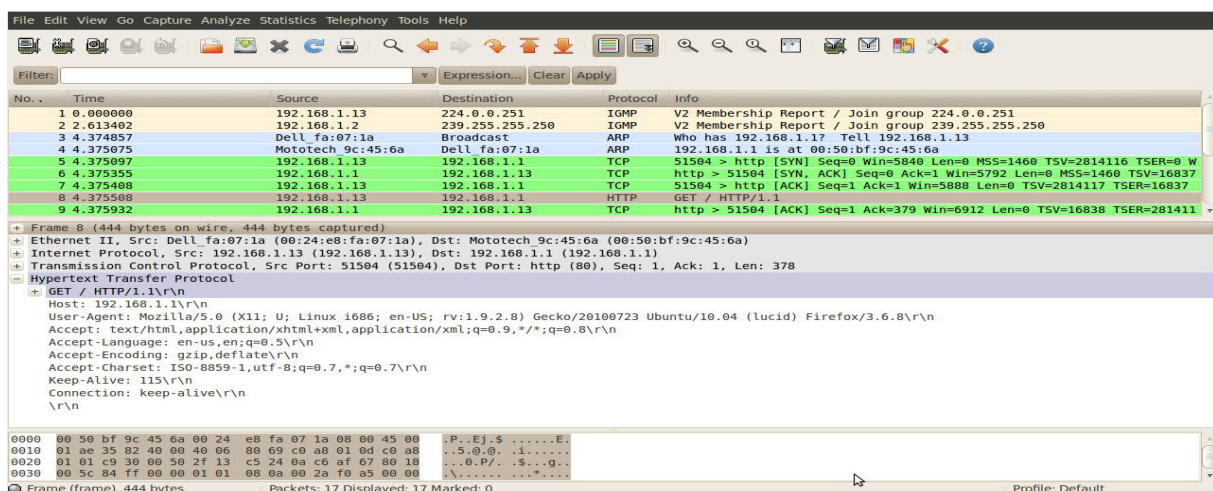 File Edit View Go Capture Analyze Statistics Telephony Tools Help
Filter: Expression... Clear Apply
No. . Time Source Destination Protocol Info
1 0.000000 192.168.1.13 224.0.0.251 IGMP V2 Membership Report / Join group 224.0.0.251
2 2.613402 192.168.1.2 239.255.255.250 IGMP V2 Membership Report / Join group 239.255.255.250
3 4.374857 Dell_fa:07:1a Broadcast ARP Who has 192.168.1.1? Tell 192.168.1.13
4 4.375075 Mototech_9c:45:6a Dell_fa:07:1a ARP 192.168.1.1 is at 00:50:bf:9c:45:6a
5 4.375097 192.168.1.13 192.168.1.1 TCP 51504 > http [SYN] Seq=0 Win=5840 Len=0 MSS=1460 TSV=2814116 TSER=0 W
6 4.375355 192.168.1.1 192.168.1.13 TCP http > 51504 [SYN, ACK] Seq=0 Ack=1 Win=5792 Len=0 MSS=1460 TSV=16837
7 4.375408 192.168.1.13 192.168.1.1 TCP 51504 > http [ACK] Seq=1 Ack=1 Win=5888 Len=0 TSV=2814117 TSER=16837
8 4.375508 192.168.1.13 192.168.1.1 HTTP GET / HTTP/1.1
9 4.375932 192.168.1.1 192.168.1.13 TCP http > 51504 [ACK] Seq=1 Ack=379 Win=6912 Len=0 TSV=16838 TSER=281411
Frame 8 (444 bytes on wire, 444 bytes captured)
Ethernet II, Src: Dell_fa:07:1a (00:24:e8:fa:07:1a), Dst: Mototech_9c:45:6a (00:50:bf:9c:45:6a)
Internet Protocol, Src: 192.168.1.13 (192.168.1.13), Dst: 192.168.1.1 (192.168.1.1)
Transmission Control Protocol, Src Port: 51504 (51504), Dst Port: http (80), Seq: 1, Ack: 1, Len: 378
Hypertext Transfer Protocol
GET / HTTP/1.1\r\n
Host: 192.168.1.1\r\n
User-Agent: Mozilla/5.0 (X11; U; Linux i686; en-US; rv:1.9.2.8) Gecko/20100723 Ubuntu/10.04 (lucid) Firefox/3.6.8\r\n
Accept: text/html,application/xhtml+xml,application/xml;q=0.9,*/*;q=0.8\r\n
Accept-Language: en-us,en;q=0.5\r\n
Accept-Encoding: gzip,deflate\r\n
Accept-Charset: ISO-8859-1,utf-8;q=0.7,*;q=0.7\r\n
Keep-Alive: 115\r\n
Connection: keep-alive\r\n
\r\n
0000 00 50 bf 9c 45 6a 00 24 e8 fa 07 1a 08 00 45 00 .P..Ej.$ ......E.
0010 01 ae 35 82 40 00 40 06 80 69 c0 a8 01 0d c0 a8 ..5.@.@. .i......
0020 01 01 c9 30 00 50 2f 13 c5 24 0a c6 af 67 80 18 ...0.P/. .$...g..
0030 00 5c 84 ff 00 00 01 01 08 0a 00 2a f0 a5 00 00 .\...... ...*....
Frame (frame), 444 bytes Packets: 17 Displayed: 17 Marked: 0 Profile: Default